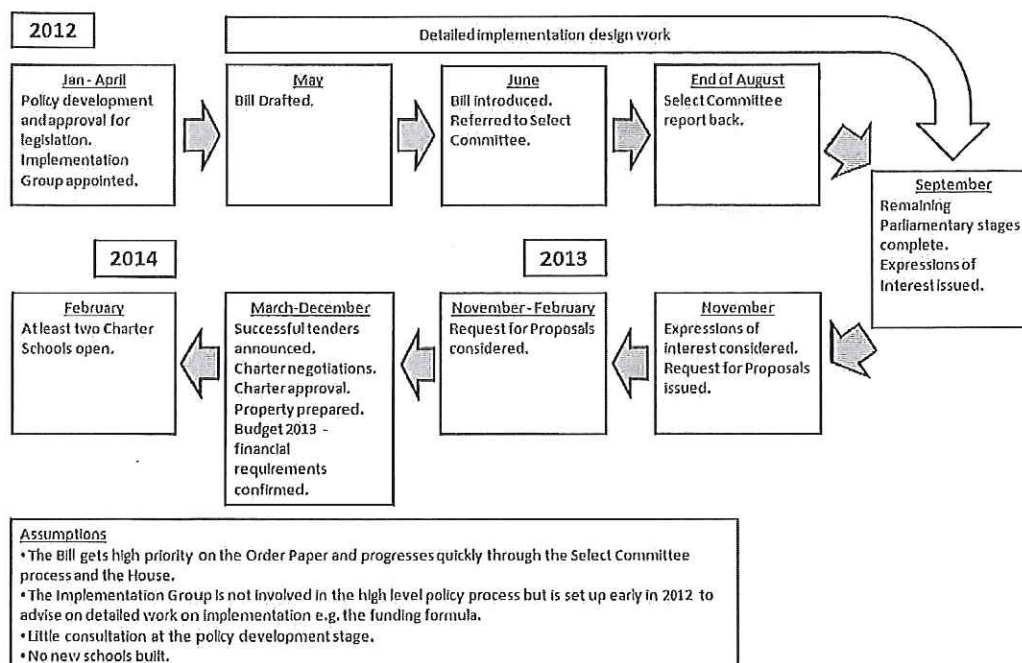 2012
Detailed implementation design work
Jan - April
Policy development
and approval for
legislation.
Implementation
Group appointed.
May
Bill Drafted.
June
Bill introduced.
Referred to Select
Committee.
End of August
Select Committee
report back.
September
Remaining
Parliamentary stages
complete.
Expressions of
Interest issued.
2013
November
Expressions of
interest considered.
Request for Proposals
issued.
November - February
Request for Proposals
considered.
March-December
Successful tenders
announced.
Charter negotiations.
Charter approval.
Property prepared.
Budget 2013 -
financial
requirements
confirmed.
2014
February
At least two Charter
Schools open.
Assumptions
• The Bill gets high priority on the Order Paper and progresses quickly through the Select Committee
process and the House.
• The Implementation Group is not involved in the high level policy process but is set up early in 2012 to
advise on detailed work on implementation e.g. the funding formula.
• Little consultation at the policy development stage.
• No new schools built.